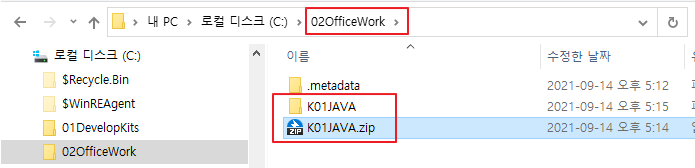 내 PC > 로컬 디스크 (C:) > 02OfficeWork >
로컬 디스크 (C:)
$Recycle.Bin
$WinREAgent
01DevelopKits
02OfficeWork
이름 수정한 날짜
.metadata 2021-09-14 오후 5:12
K01JAVA 2021-09-14 오후 5:15
ZIP K01JAVA.zip 2021-09-14 오후 5:14